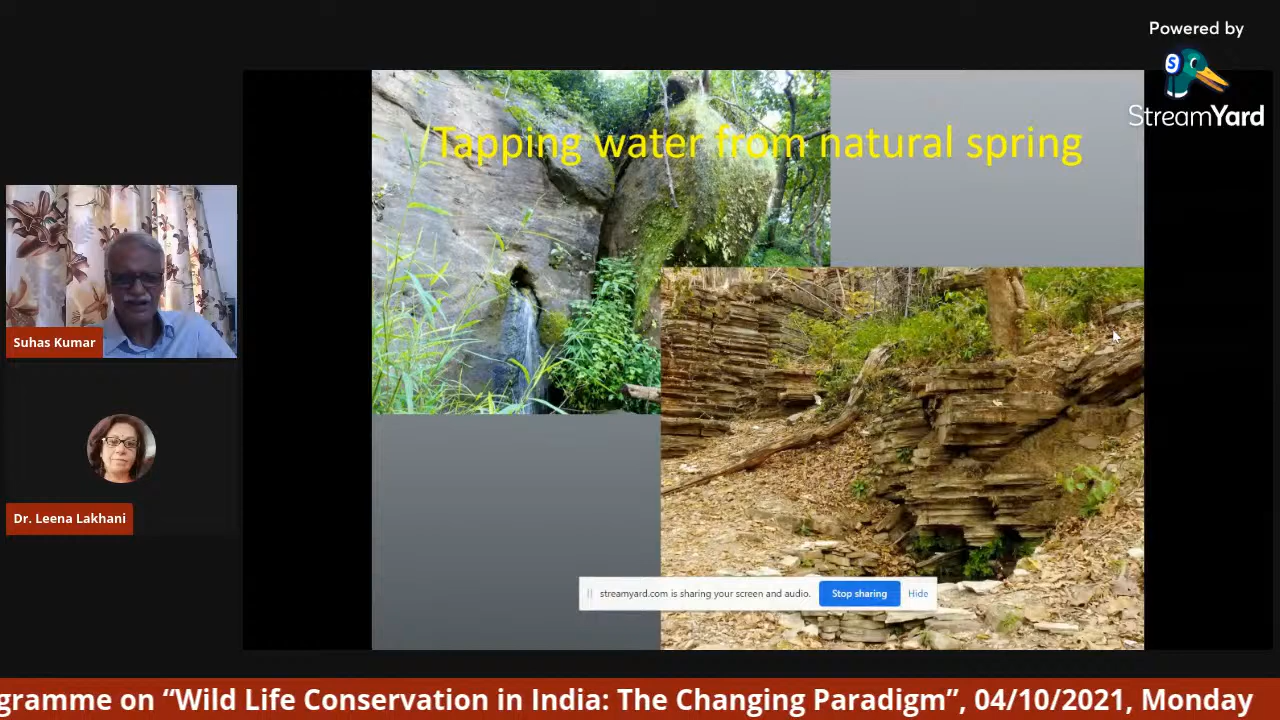 Powered by
StreamYard
Tapping water from natural spring
Suhas Kumar
Dr. Leena Lakhani
streamyard.com is sharing your screen and audio. Stop sharing Hide
gramme on “Wild Life Conservation in India: The Changing Paradigm”, 04/10/2021, Monday